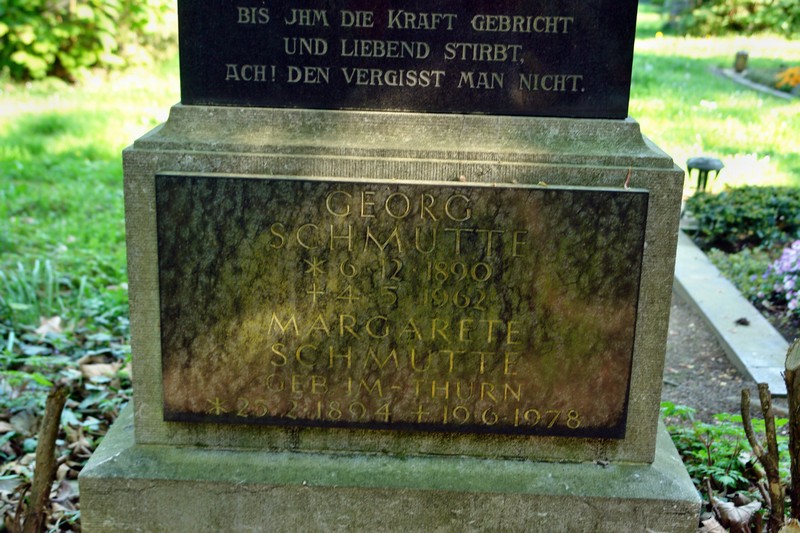 BIS JHM DIE KRAFT GEBRICHT
UND LIEBEND STIRBT,
ACH! DEN VERGISST MAN NICHT.
GEORG
SCHMUTTE
* 6·12·1890
+ 4·5·1962
MARGARETE
SCHMUTTE
GEB·IM-THURN
* 25·2·1894 + 19·6·1978